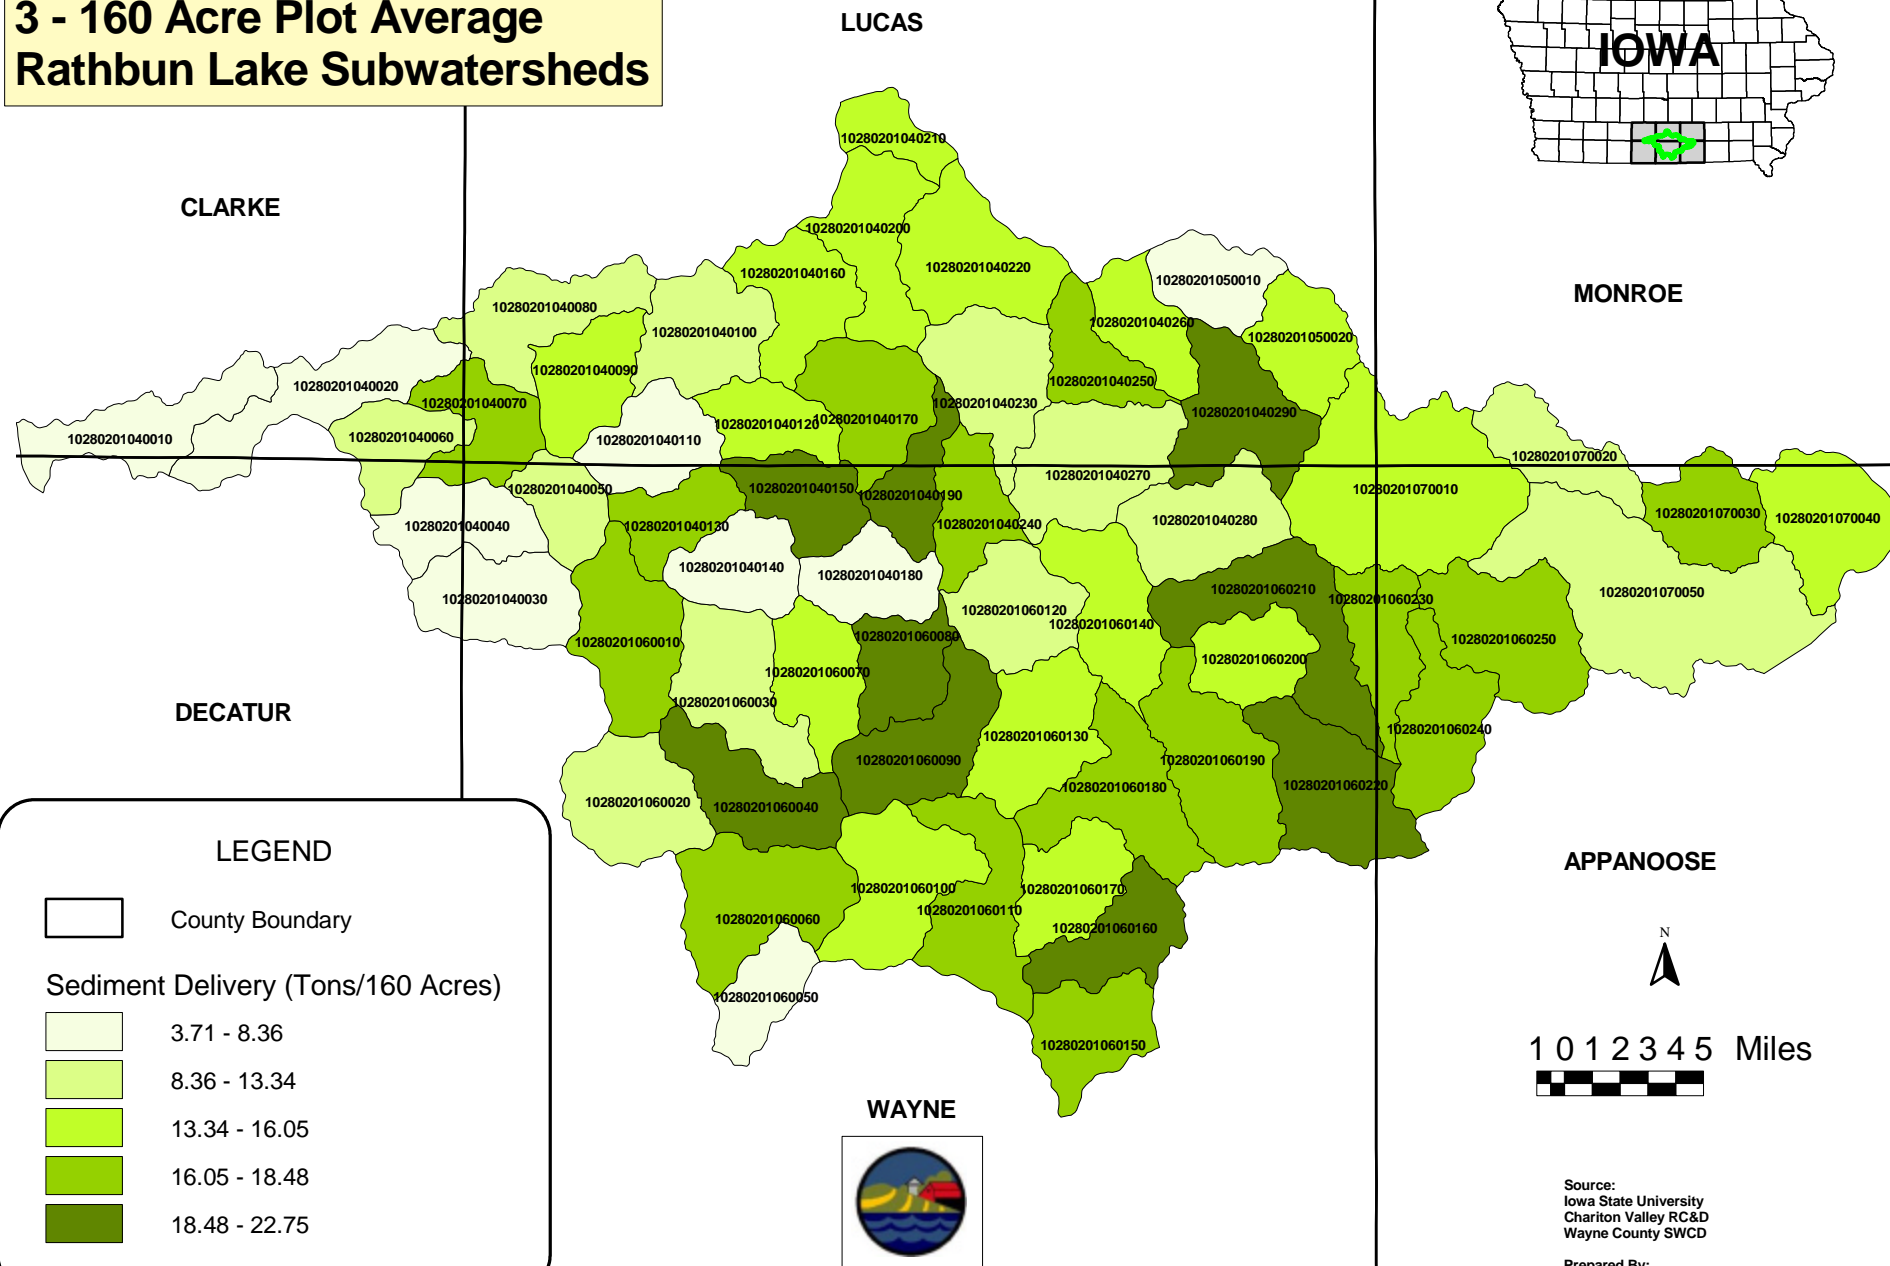 3 - 160 Acre Plot Average
Rathbun Lake Subwatersheds
LUCAS
IOWA
CLARKE
MONROE
DECATUR
APPANOOSE
WAYNE
10280201040210
10280201040200
10280201040220
10280201040160
10280201050010
10280201040080
10280201040100
10280201040260
10280201050020
10280201040090
10280201040020
10280201040250
10280201040070
10280201040230
10280201040290
10280201040120
10280201040170
10280201040010
10280201040060
10280201040110
10280201070020
10280201040270
10280201040050
10280201040150
10280201040190
10280201070010
10280201070030
10280201070040
10280201040040
10280201040130
10280201040240
10280201040280
10280201040140
10280201040180
10280201060210
10280201070050
10280201040030
10280201060230
10280201060120
10280201060140
10280201060080
10280201060010
10280201060250
10280201060200
10280201060070
10280201060030
10280201060240
10280201060130
10280201060090
10280201060190
10280201060180
10280201060220
10280201060020
10280201060040
10280201060100
10280201060170
10280201060110
10280201060060
10280201060160
10280201060050
10280201060150
LEGEND
County Boundary
Sediment Delivery (Tons/160 Acres)
3.71 - 8.36
8.36 - 13.34
13.34 - 16.05
16.05 - 18.48
18.48 - 22.75
N
1 0 1 2 3 4 5 Miles
Source:
Iowa State University
Chariton Valley RC&D
Wayne County SWCD
Prepared By: